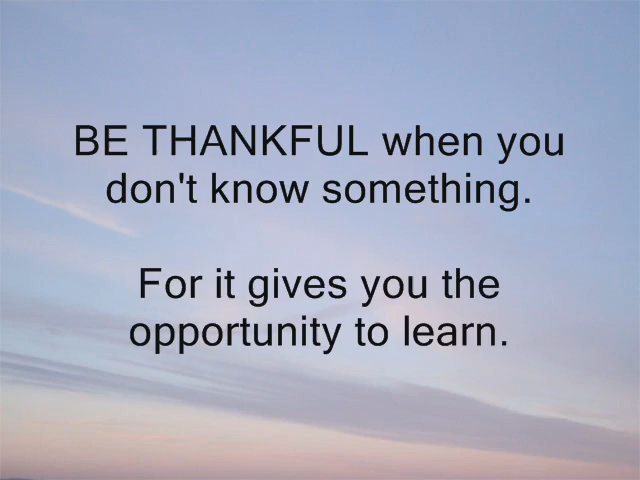 BE THANKFUL when you
don't know something.
For it gives you the
opportunity to learn.